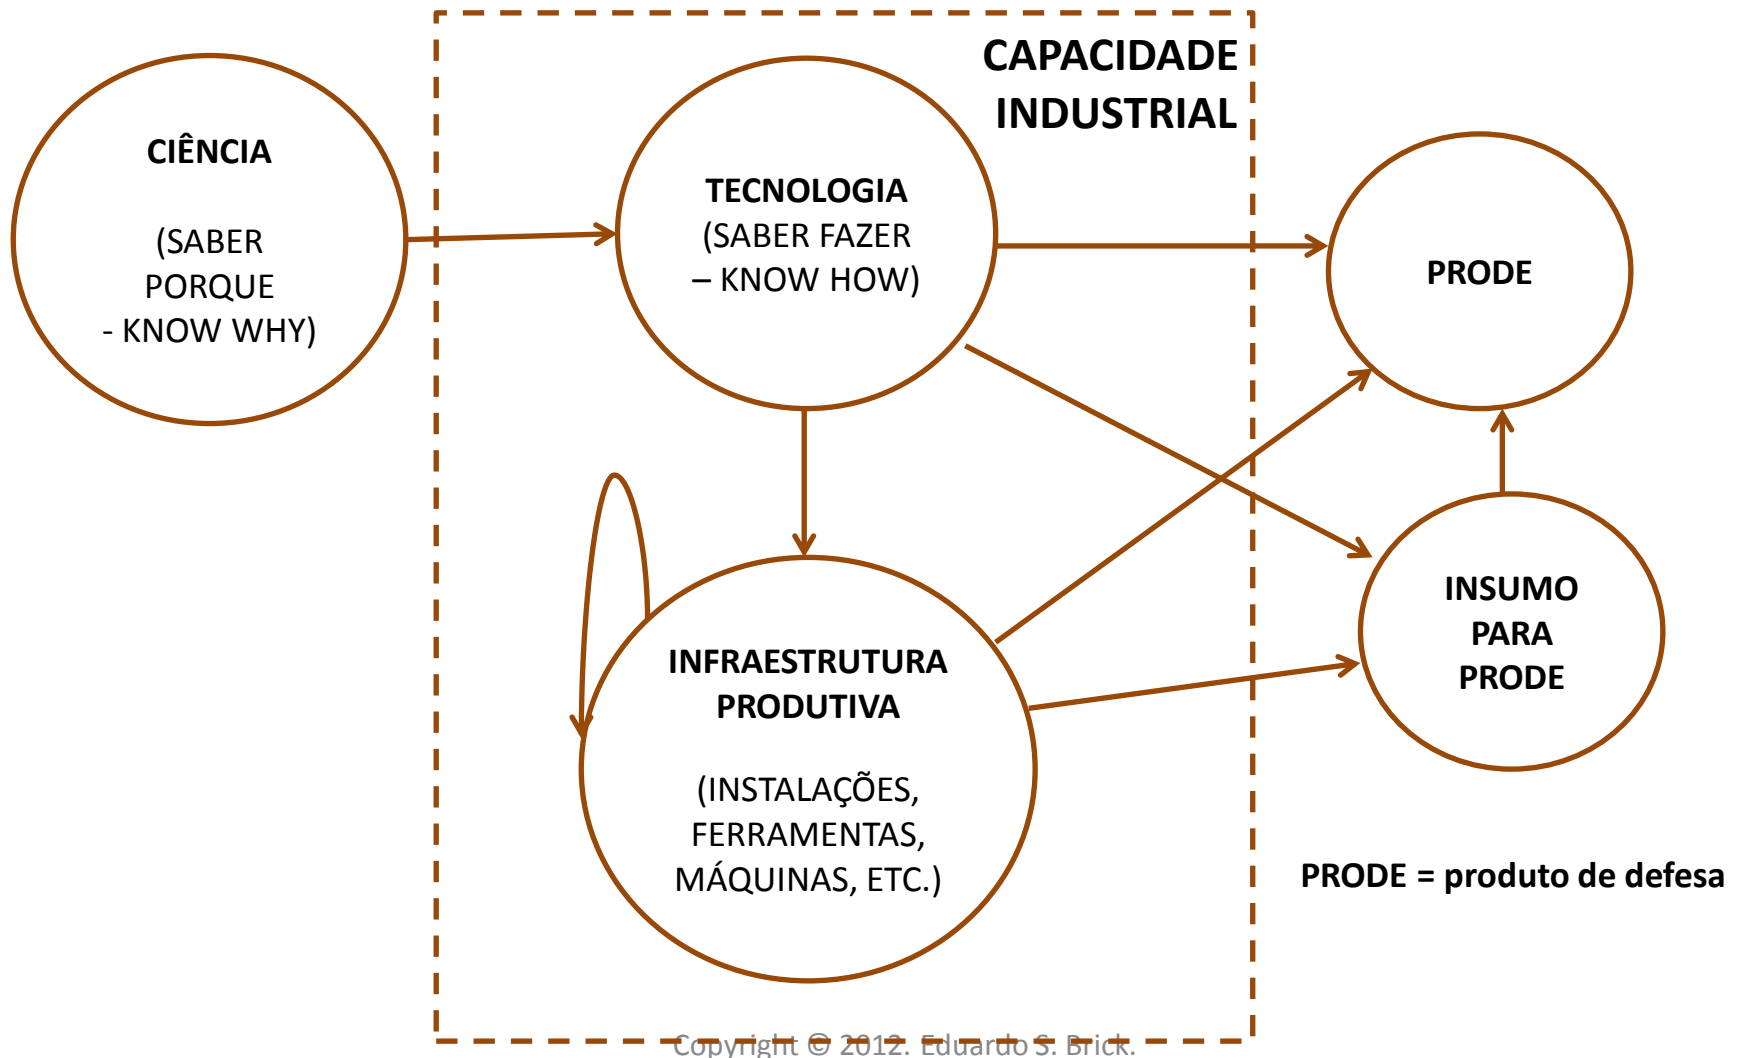 CAPACIDADE
INDUSTRIAL
CIÊNCIA
(SABER
PORQUE
- KNOW WHY)
TECNOLOGIA
(SABER FAZER
– KNOW HOW)
PRODE
INFRAESTRUTURA
PRODUTIVA
(INSTALAÇÕES,
FERRAMENTAS,
MÁQUINAS, ETC.)
INSUMO
PARA
PRODE
PRODE = produto de defesa
Copyright © 2012. Eduardo S. Brick.